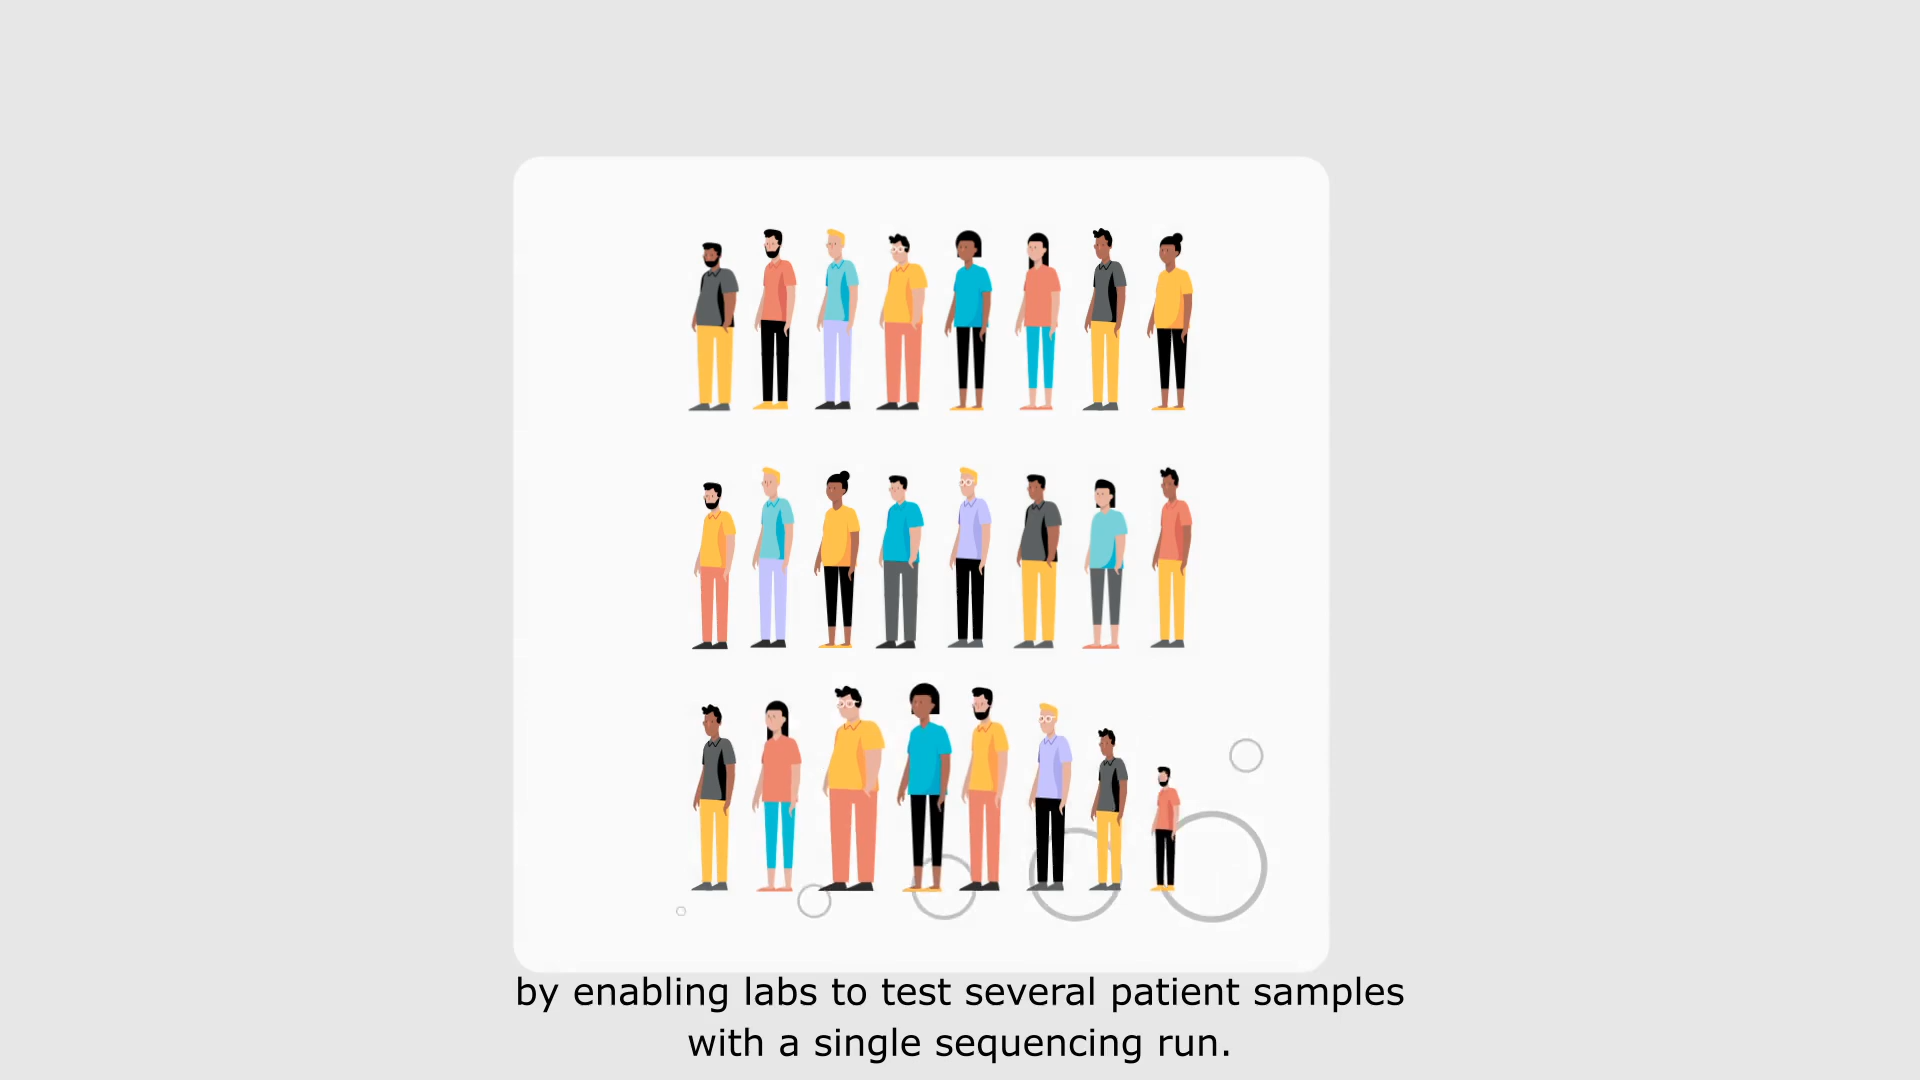 by enabling labs to test several patient samples
with a single sequencing run.